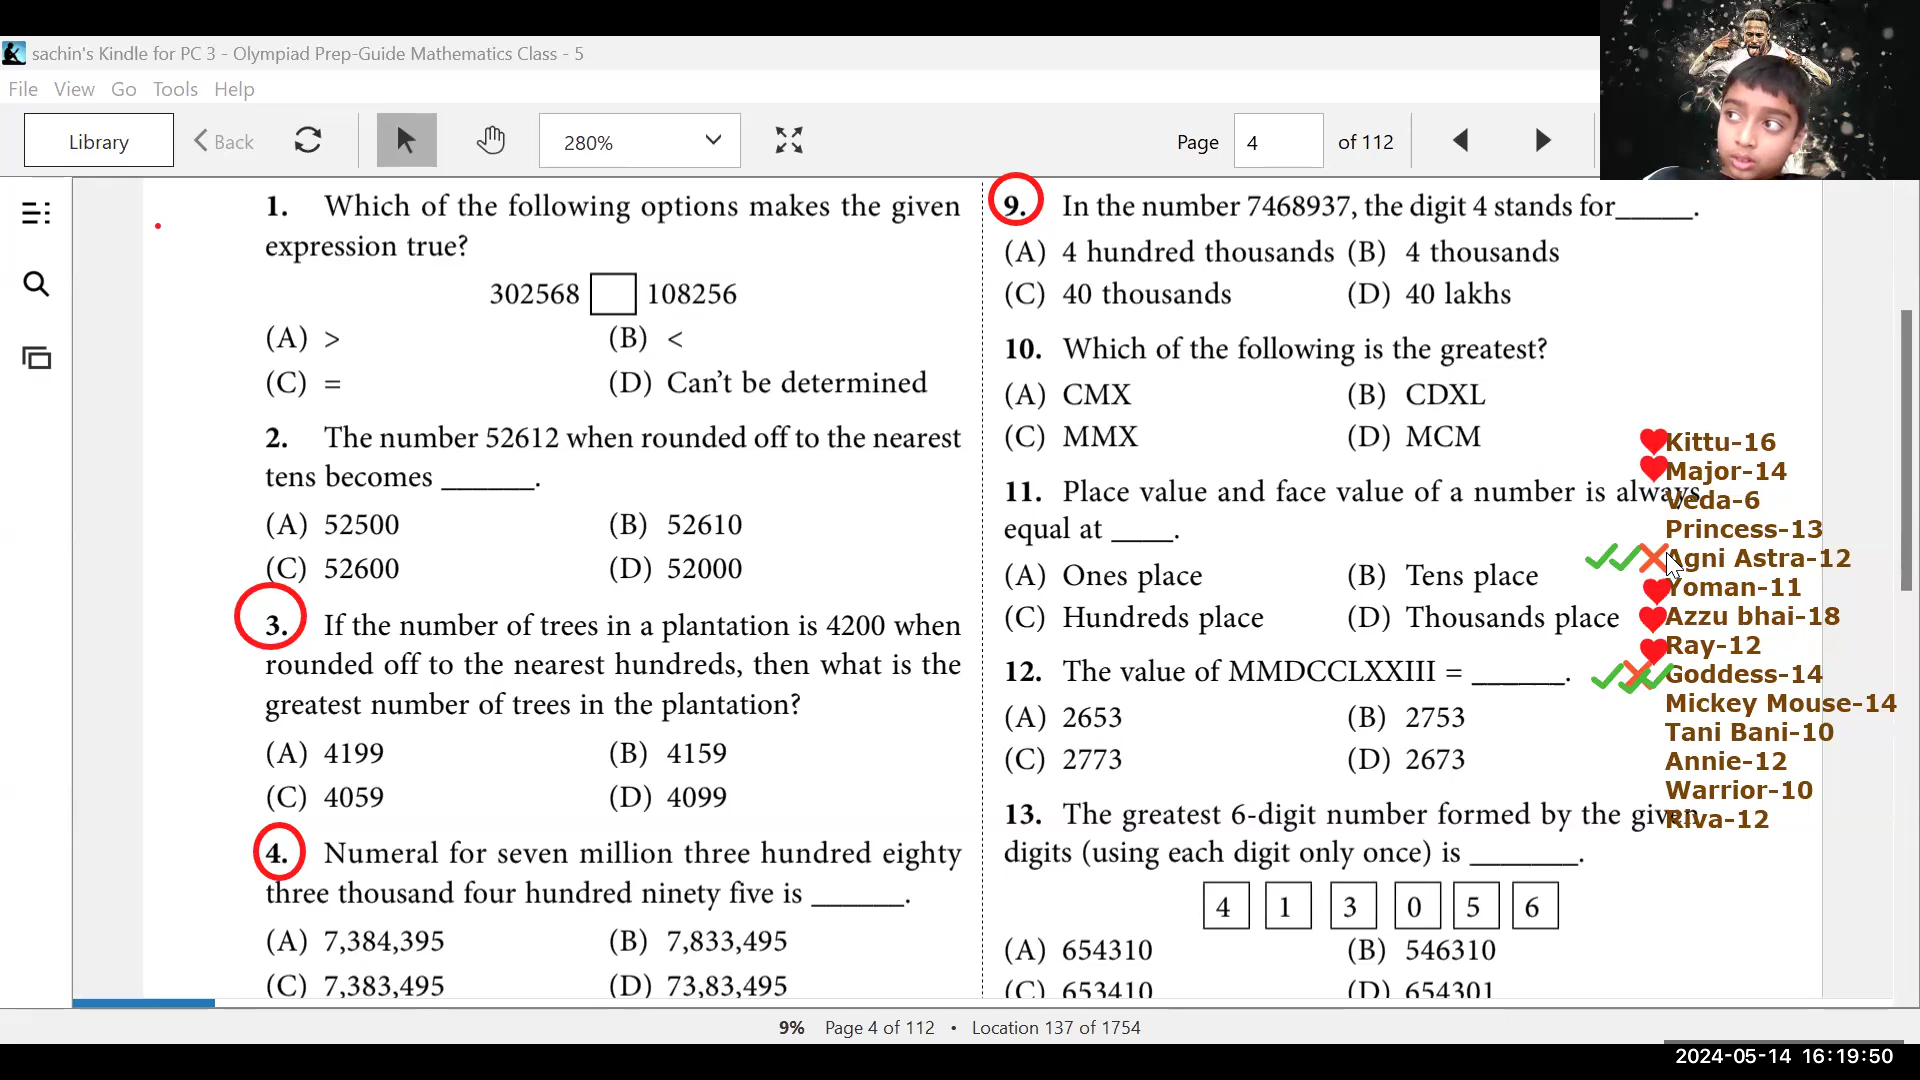 sachin's Kindle for PC 3 - Olympiad Prep-Guide Mathematics Class - 5
File View Go Tools Help
Library
Back
280%
Page 4 of 112
1. Which of the following options makes the given
expression true?
302568 108256
(A) > (B) <
(C) = (D) Can't be determined
2. The number 52612 when rounded off to the nearest
tens becomes ______.
(A) 52500 (B) 52610
(C) 52600 (D) 52000
3. If the number of trees in a plantation is 4200 when
rounded off to the nearest hundreds, then what is the
greatest number of trees in the plantation?
(A) 4199 (B) 4159
(C) 4059 (D) 4099
4. Numeral for seven million three hundred eighty
three thousand four hundred ninety five is ______.
(A) 7,384,395 (B) 7,833,495
(C) 7,383,495 (D) 73,83,495
9. In the number 7468937, the digit 4 stands for_____.
(A) 4 hundred thousands (B) 4 thousands
(C) 40 thousands (D) 40 lakhs
10. Which of the following is the greatest?
(A) CMX (B) CDXL
(C) MMX (D) MCM
11. Place value and face value of a number is always
equal at ____.
(A) Ones place (B) Tens place
(C) Hundreds place (D) Thousands place
12. The value of MMDCCLXXIII = ______.
(A) 2653 (B) 2753
(C) 2773 (D) 2673
13. The greatest 6-digit number formed by the given
digits (using each digit only once) is _______.
4 1 3 0 5 6
(A) 654310 (B) 546310
(C) 653410 (D) 654301
Kittu-16
Major-14
Veda-6
Princess-13
Agni Astra-12
Yoman-11
Azzu bhai-18
Ray-12
Goddess-14
Mickey Mouse-14
Tani Bani-10
Annie-12
Warrior-10
Riva-12
9% Page 4 of 112 • Location 137 of 1754
2024-05-14 16:19:50